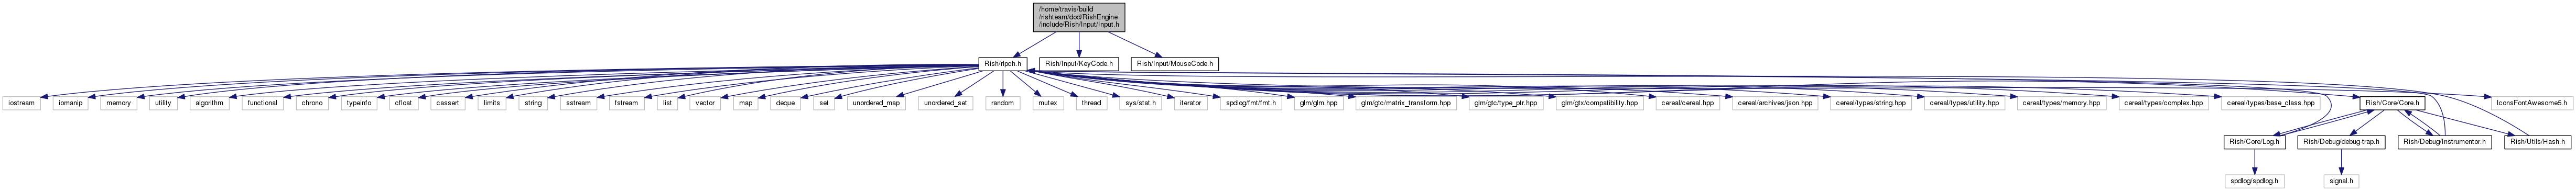 /home/travis/build
/rishteam/dod/RishEngine
/include/Rish/Input/Input.h
Rish/rlpch.h
Rish/Input/KeyCode.h
Rish/Input/MouseCode.h
iostream
iomanip
memory
utility
algorithm
functional
chrono
typeinfo
cfloat
cassert
limits
string
sstream
fstream
list
vector
map
deque
set
unordered_map
unordered_set
random
mutex
thread
sys/stat.h
iterator
spdlog/fmt/fmt.h
glm/glm.hpp
glm/gtc/matrix_transform.hpp
glm/gtc/type_ptr.hpp
glm/gtx/compatibility.hpp
cereal/cereal.hpp
cereal/archives/json.hpp
cereal/types/string.hpp
cereal/types/utility.hpp
cereal/types/memory.hpp
cereal/types/complex.hpp
cereal/types/base_class.hpp
Rish/Core/Core.h
IconsFontAwesome5.h
Rish/Core/Log.h
Rish/Debug/debug-trap.h
Rish/Debug/Instrumentor.h
Rish/Utils/Hash.h
spdlog/spdlog.h
signal.h